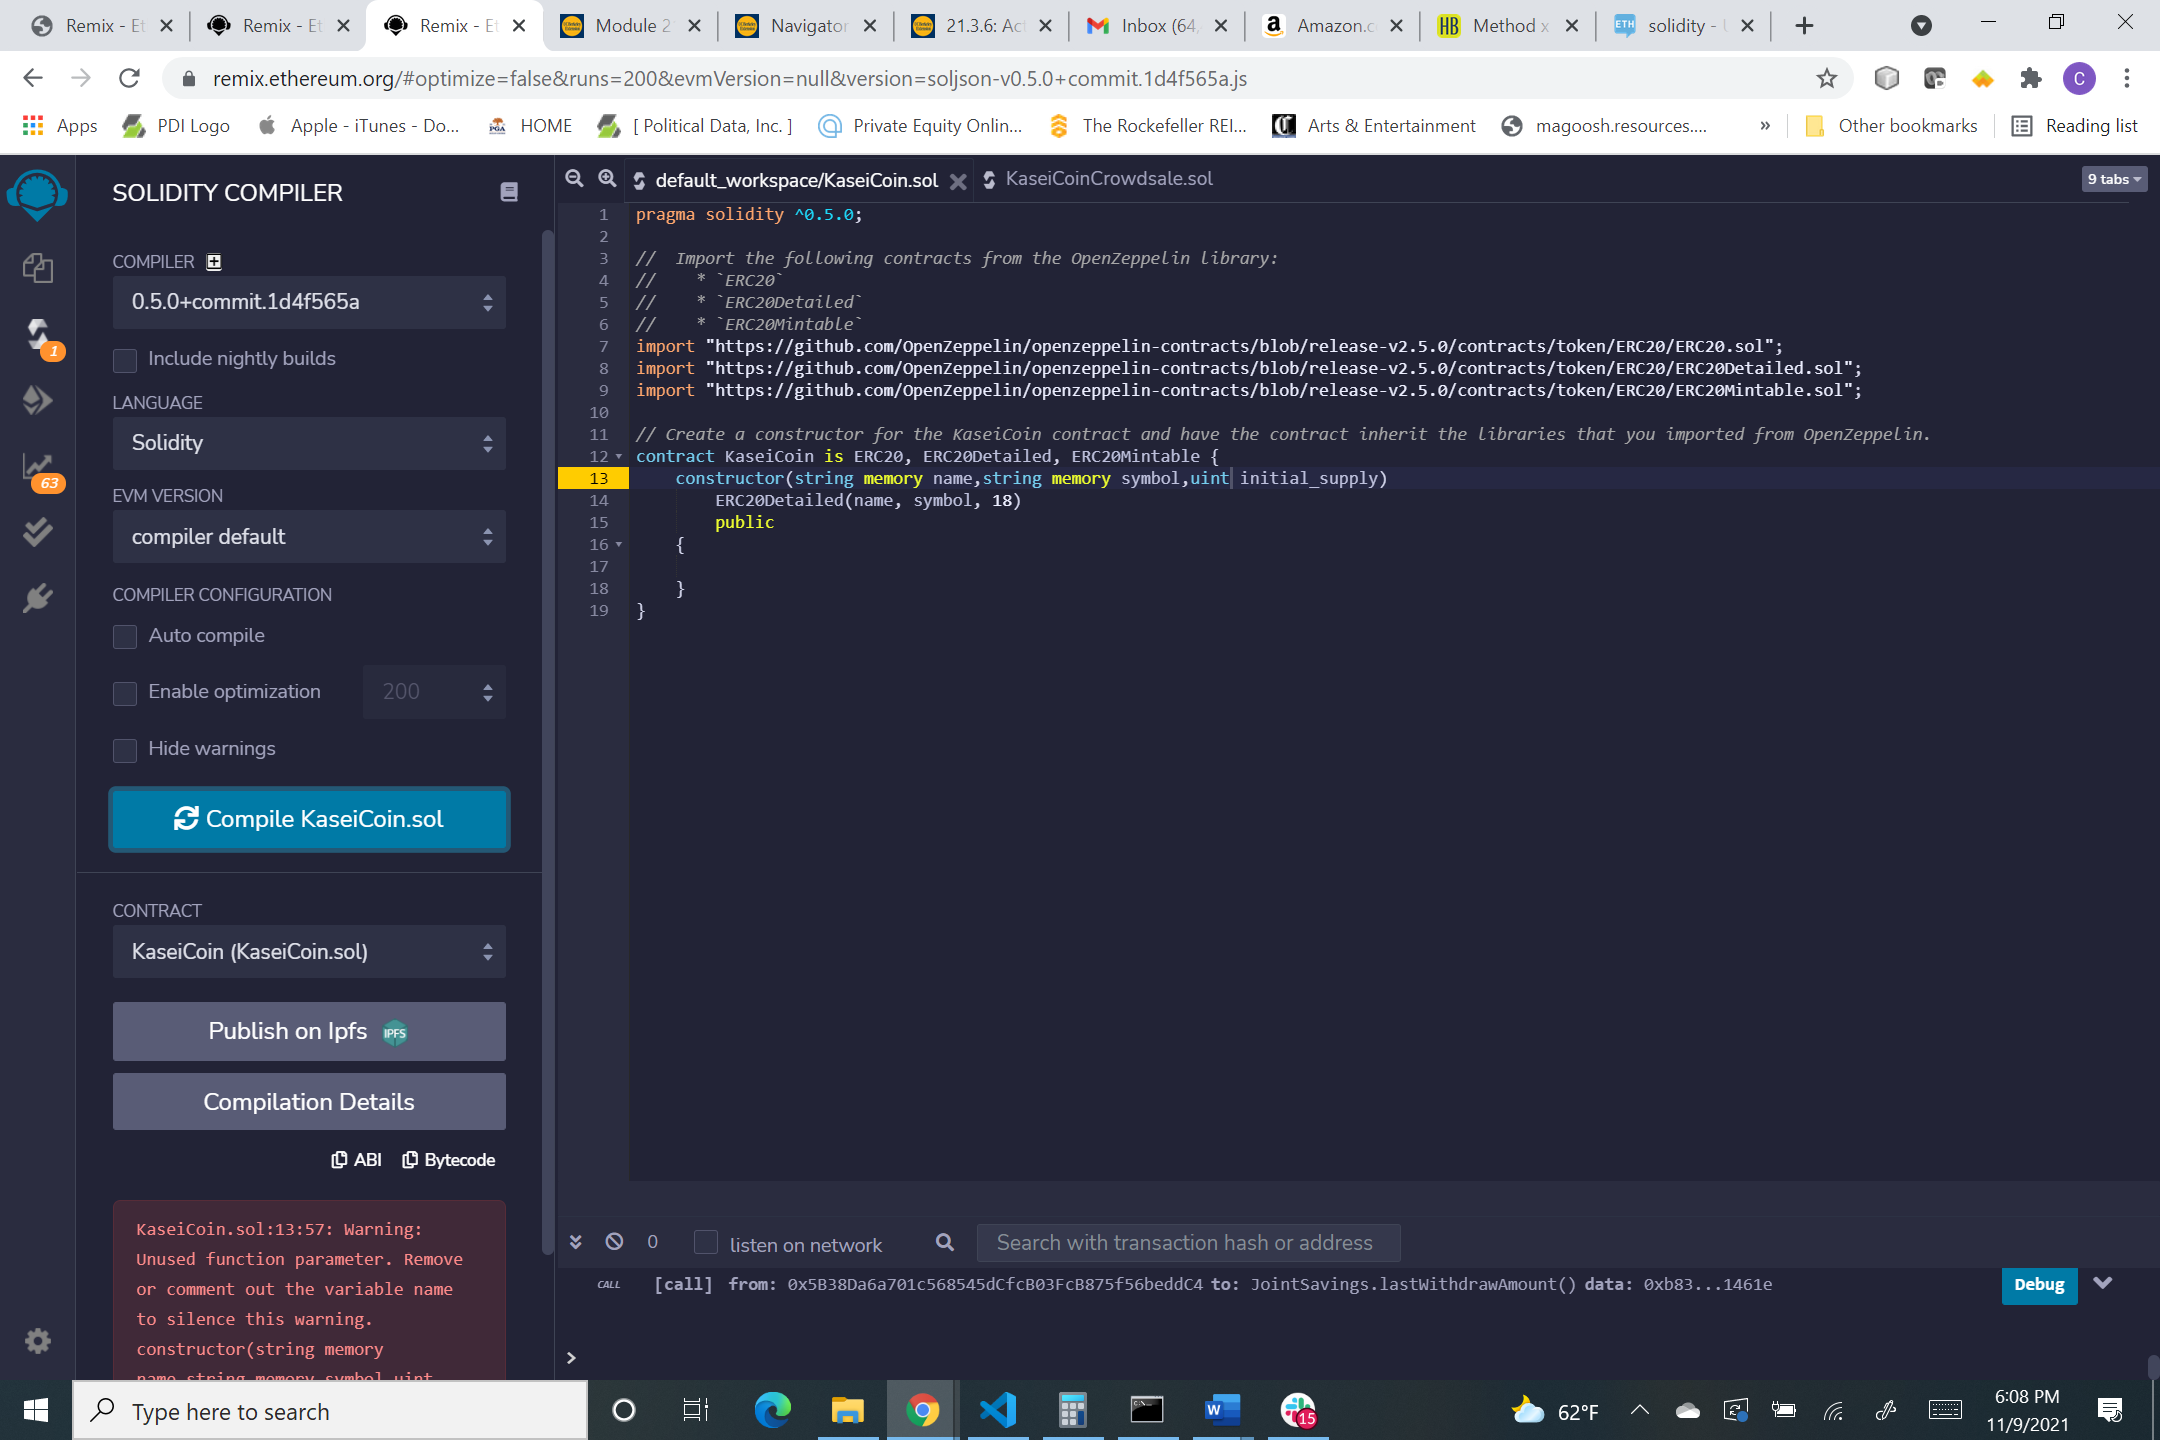 Remix - Et
Remix - Et
Remix - Et
Module 2
Navigator
21.3.6: Act
Inbox (64,
Amazon.c
Method x
solidity - U
remix.ethereum.org/#optimize=false&runs=200&evmVersion=null&version=soljson-v0.5.0+commit.1d4f565a.js
C
Apps
PDI Logo
Apple - iTunes - Do...
HOME
[ Political Data, Inc. ]
Private Equity Onlin...
The Rockefeller REI...
Arts & Entertainment
magoosh.resources....
»
Other bookmarks
Reading list
SOLIDITY COMPILER
COMPILER
0.5.0+commit.1d4f565a
1
Include nightly builds
LANGUAGE
Solidity
63
EVM VERSION
compiler default
COMPILER CONFIGURATION
Auto compile
Enable optimization
200
Hide warnings
Compile KaseiCoin.sol
CONTRACT
KaseiCoin (KaseiCoin.sol)
Publish on Ipfs
IPFS
Compilation Details
ABI
Bytecode
KaseiCoin.sol:13:57: Warning:
Unused function parameter. Remove
or comment out the variable name
to silence this warning.
constructor(string memory
name,string memory symbol,uint
default_workspace/KaseiCoin.sol
KaseiCoinCrowdsale.sol
9 tabs
1 pragma solidity ^0.5.0;
2
3 //  Import the following contracts from the OpenZeppelin library:
4 //    * `ERC20`
5 //    * `ERC20Detailed`
6 //    * `ERC20Mintable`
7 import "https://github.com/OpenZeppelin/openzeppelin-contracts/blob/release-v2.5.0/contracts/token/ERC20/ERC20.sol";
8 import "https://github.com/OpenZeppelin/openzeppelin-contracts/blob/release-v2.5.0/contracts/token/ERC20/ERC20Detailed.sol";
9 import "https://github.com/OpenZeppelin/openzeppelin-contracts/blob/release-v2.5.0/contracts/token/ERC20/ERC20Mintable.sol";
10
11 // Create a constructor for the KaseiCoin contract and have the contract inherit the libraries that you imported from OpenZeppelin.
12 contract KaseiCoin is ERC20, ERC20Detailed, ERC20Mintable {
13     constructor(string memory name,string memory symbol,uint initial_supply)
14         ERC20Detailed(name, symbol, 18)
15         public
16     {
17
18     }
19 }
0
listen on network
Search with transaction hash or address
CALL
[call] from: 0x5B38Da6a701c568545dCfcB03FcB875f56beddC4 to: JointSavings.lastWithdrawAmount() data: 0xb83...1461e
Debug
>
Type here to search
15
62°F
6:08 PM
11/9/2021